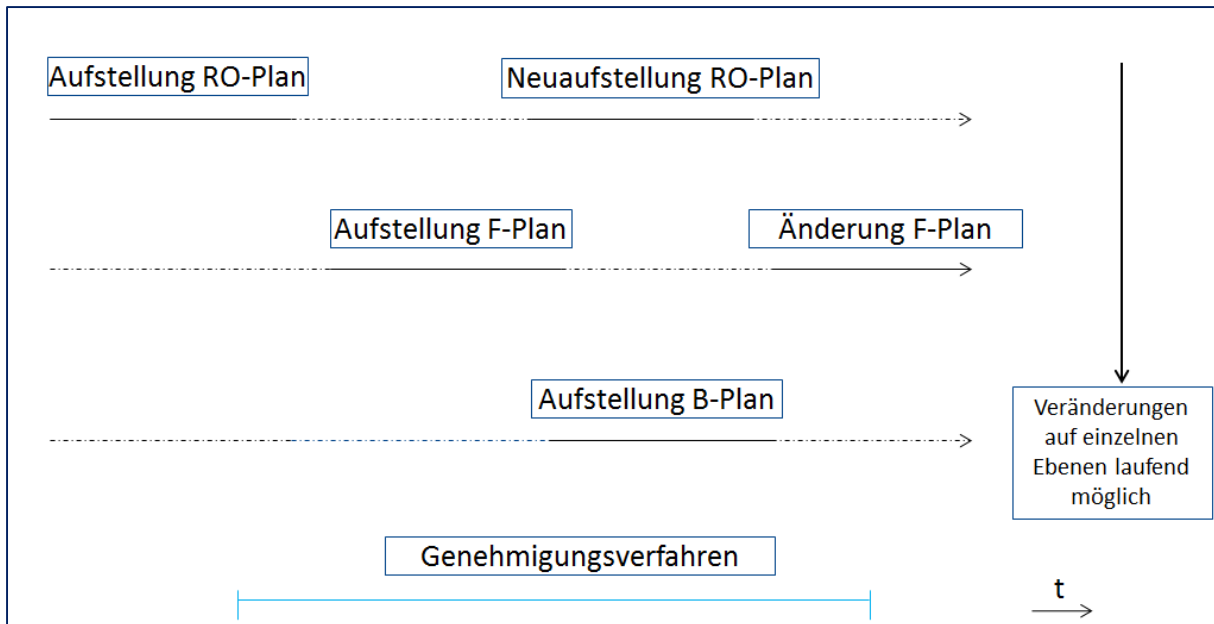 Aufstellung RO-Plan
Neuaufstellung RO-Plan
Aufstellung F-Plan
Änderung F-Plan
Aufstellung B-Plan
Veränderungen
auf einzelnen
Ebenen laufend
möglich
Genehmigungsverfahren
t